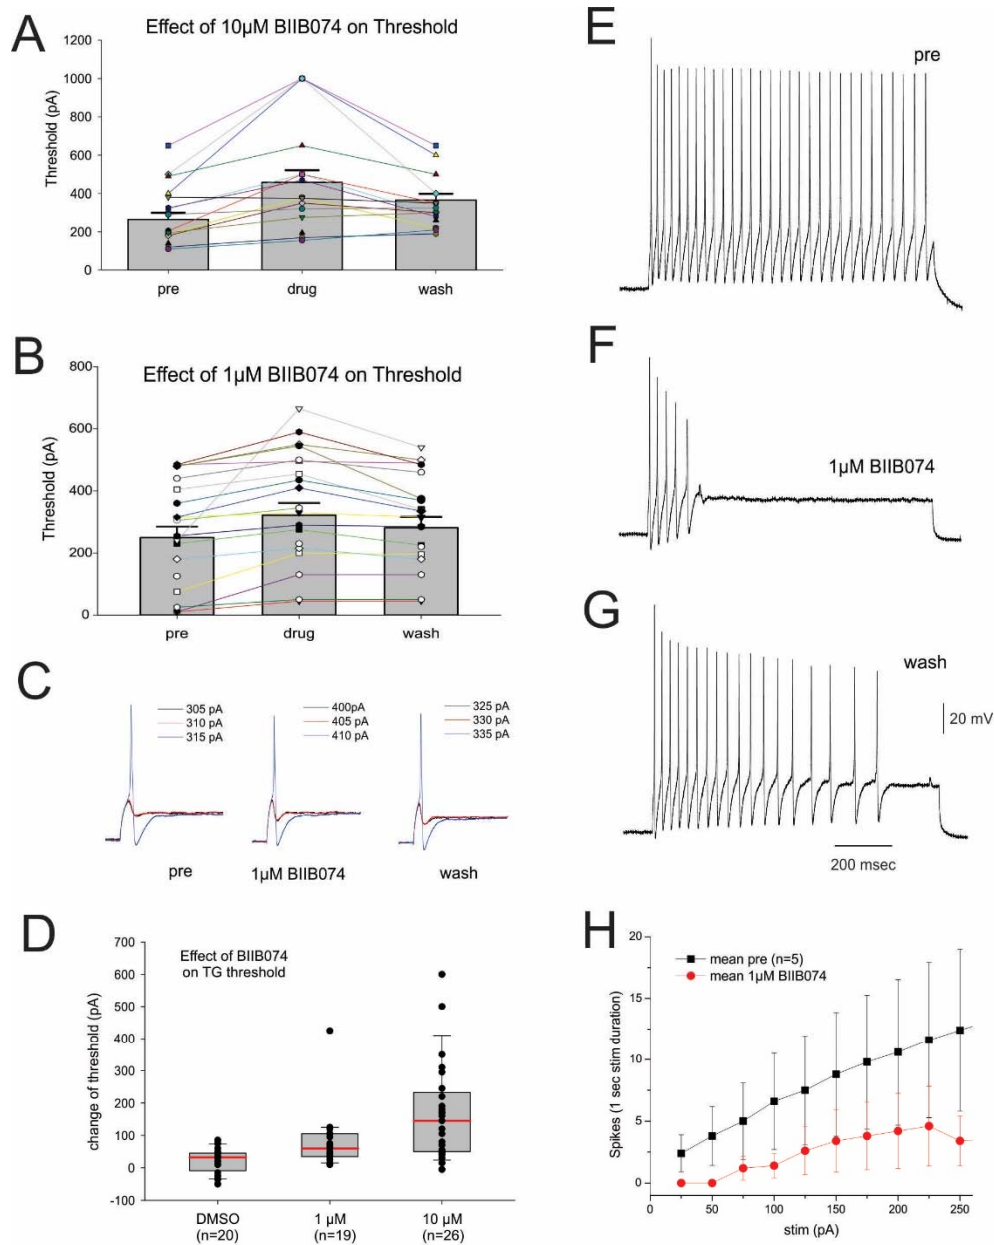 A
Effect of 10μM BIIB074 on Threshold
Threshold (pA)
1200
1000
800
600
400
200
0
pre drug wash
B
Effect of 1μM BIIB074 on Threshold
Threshold (pA)
800
600
400
200
0
pre drug wash
C
305 pA
310 pA
315 pA
400pA
405 pA
410 pA
325 pA
330 pA
335 pA
pre 1μM BIIB074 wash
D
Effect of BIIB074
on TG threshold
change of threshold (pA)
700
600
500
400
300
200
100
0
-100
DMSO 1 μM 10 μM
(n=20) (n=19) (n=26)
E
pre
F
1μM BIIB074
G
wash
20 mV
200 msec
H
mean pre (n=5)
mean 1μM BIIB074
Spikes (1 sec stim duration)
20
15
10
5
0
0 50 100 150 200 250
stim (pA)